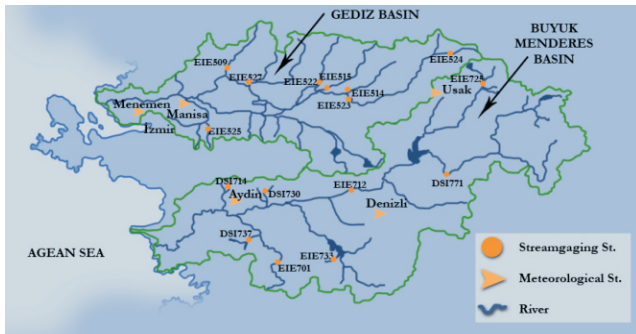 GEDIZ BASIN
BUYUK
MENDERES
BASIN
EIE509
EIE527
EIE522
EIE515
EIE514
EIE523
EIE524
EIE725
Usak
Menemen
Manisa
Izmir
EIE525
DSI714
Aydin
DSI730
EIE712
DSI771
Denizli
DSI737
EIE701
EIE733
AGEAN SEA
Streamgaging St.
Meteorological St.
River